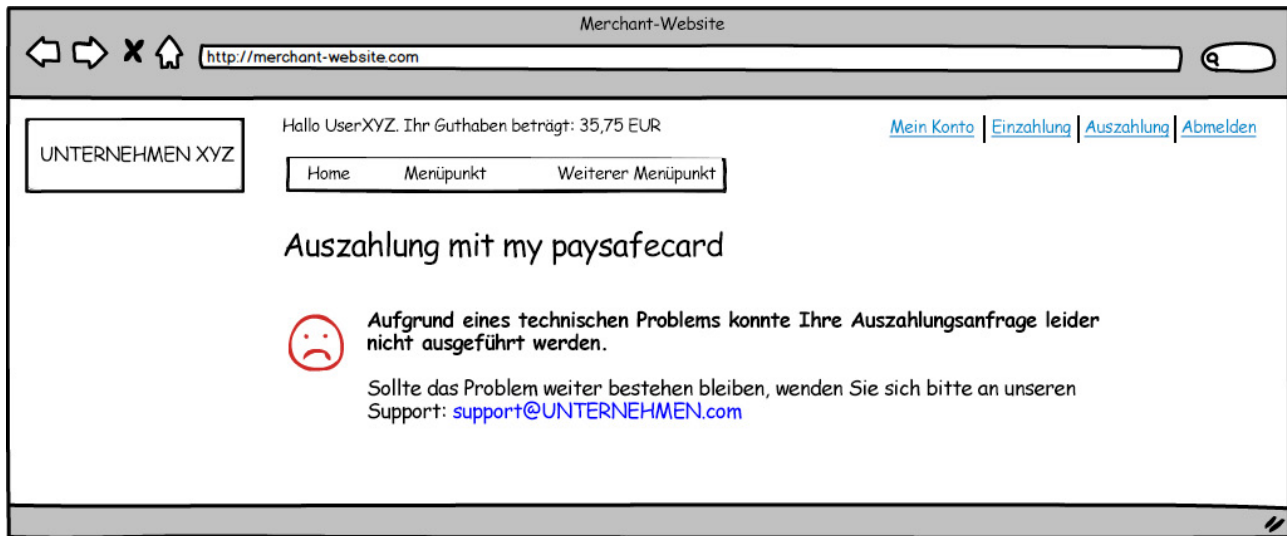 Merchant-Website
http://merchant-website.com
Hallo UserXYZ. Ihr Guthaben beträgt: 35,75 EUR
Mein Konto Einzahlung Auszahlung Abmelden
UNTERNEHMEN XYZ
Home Menüpunkt Weiterer Menüpunkt
Auszahlung mit my paysafecard
Aufgrund eines technischen Problems konnte Ihre Auszahlungsanfrage leider
nicht ausgeführt werden.
Sollte das Problem weiter bestehen bleiben, wenden Sie sich bitte an unseren
Support: support@UNTERNEHMEN.com